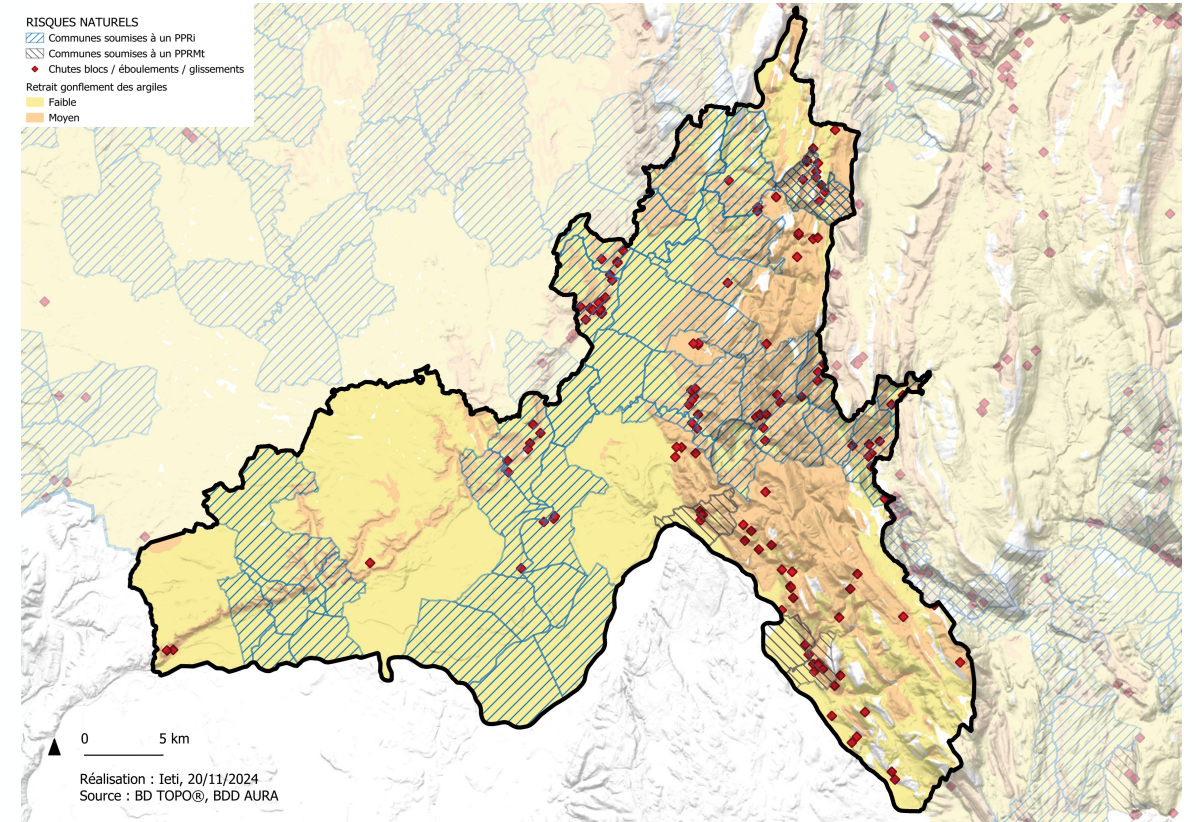 RISQUES NATURELS
Communes soumises à un PPRi
Communes soumises à un PPRMt
Chutes blocs / éboulements / glissements
Retrait gonflement des argiles
Faible
Moyen
0 5 km
Réalisation : Ieti, 20/11/2024
Source : BD TOPO®, BDD AURA